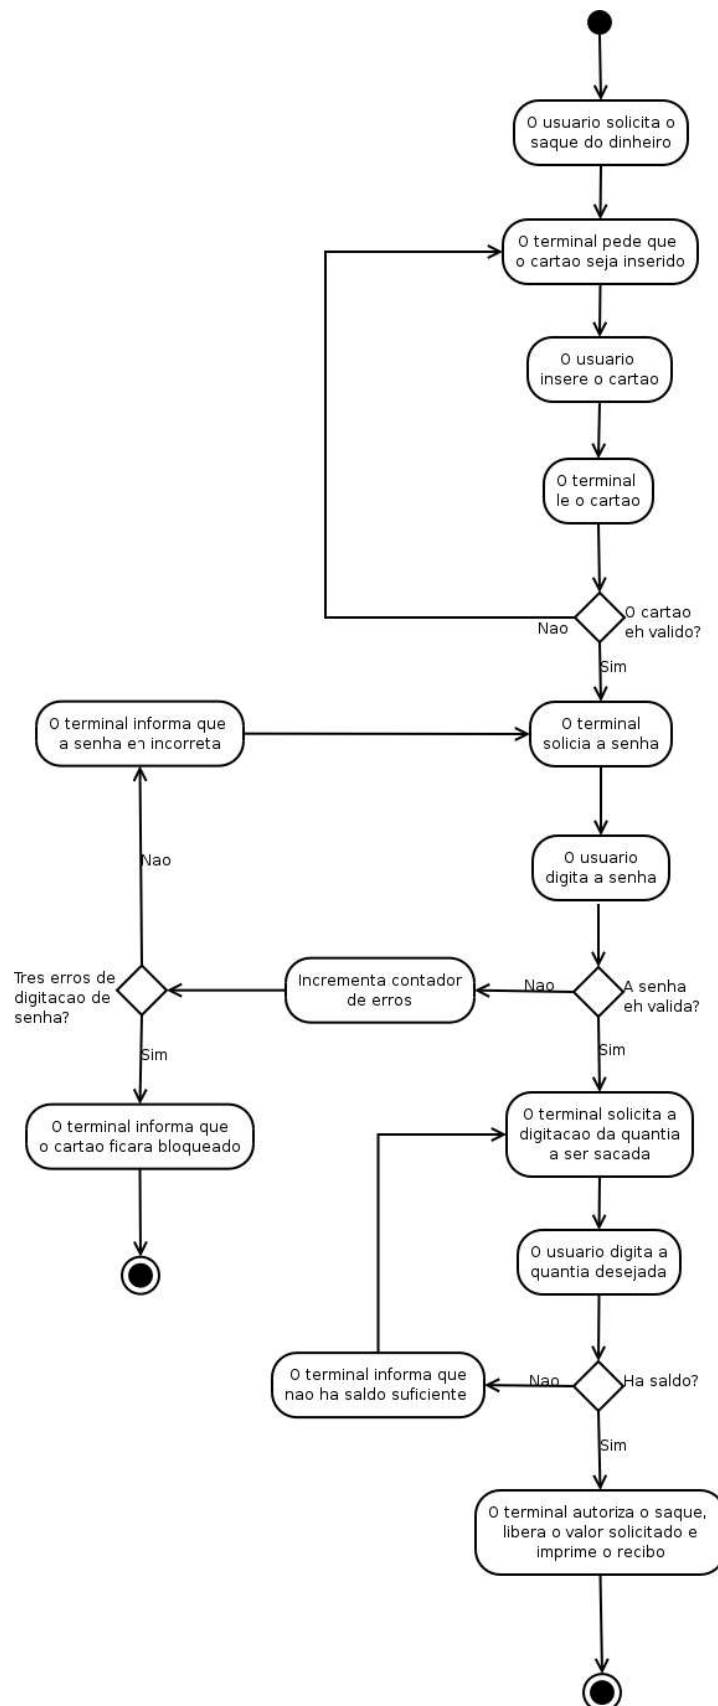 O usuario solicita o
saque do dinheiro
O terminal pede que
o cartao seja inserido
O usuario
insere o cartao
O terminal
le o cartao
O cartao
eh valido?
Nao
Sim
O terminal informa que
a senha eh incorreta
O terminal
solicia a senha
O usuario
digita a senha
Nao
Tres erros de
digitacao de
senha?
Incrementa contador
de erros
Nao
A senha
eh valida?
Sim
Sim
O terminal informa que
o cartao ficara bloqueado
O terminal solicita a
digitacao da quantia
a ser sacada
O usuario digita a
quantia desejada
O terminal informa que
nao ha saldo suficiente
Nao
Ha saldo?
Sim
O terminal autoriza o saque,
libera o valor solicitado e
imprime o recibo